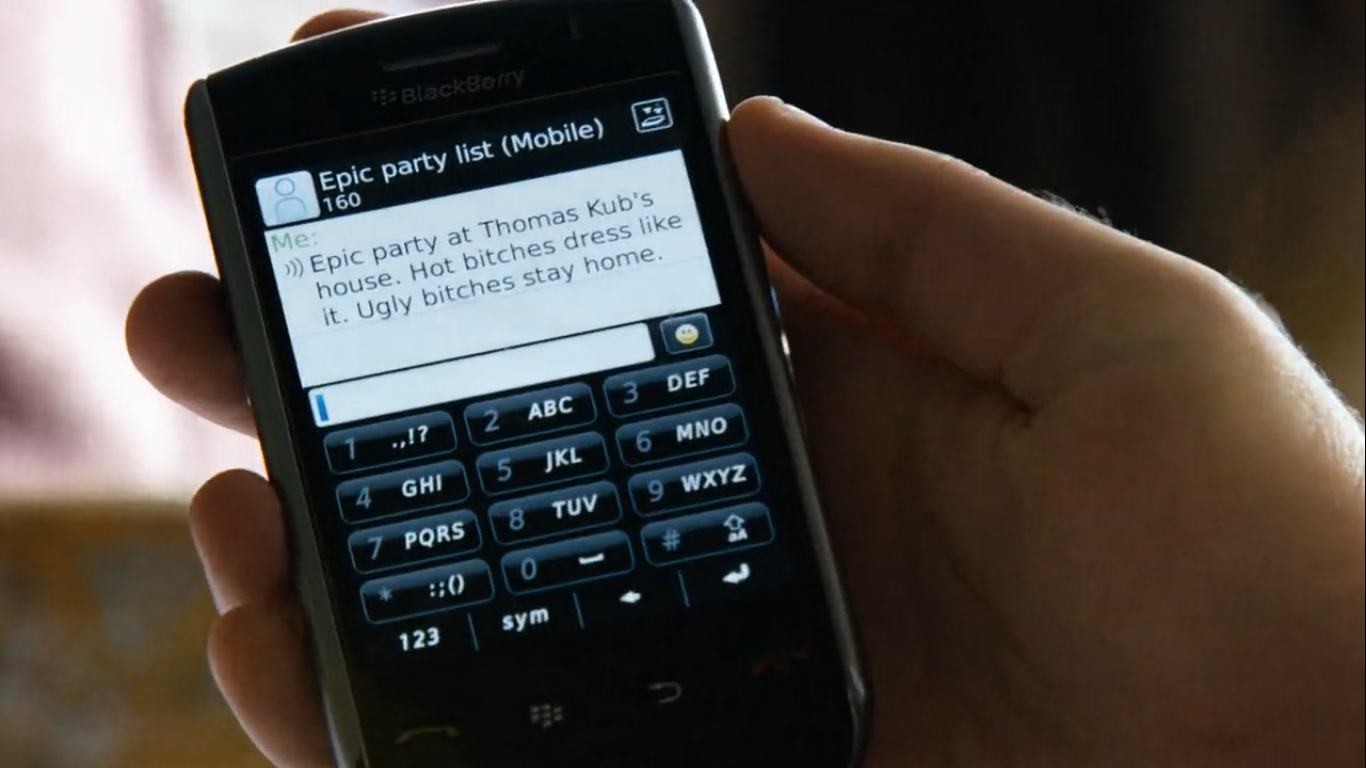 BlackBerry
Epic party list (Mobile)
160
Me:
Epic party at Thomas Kub's
house. Hot bitches dress like
it. Ugly bitches stay home.
1 .,!?
2 ABC
3 DEF
4 GHI
5 JKL
6 MNO
7 PQRS
8 TUV
9 WXYZ
* :;()
0
# aA
123
sym